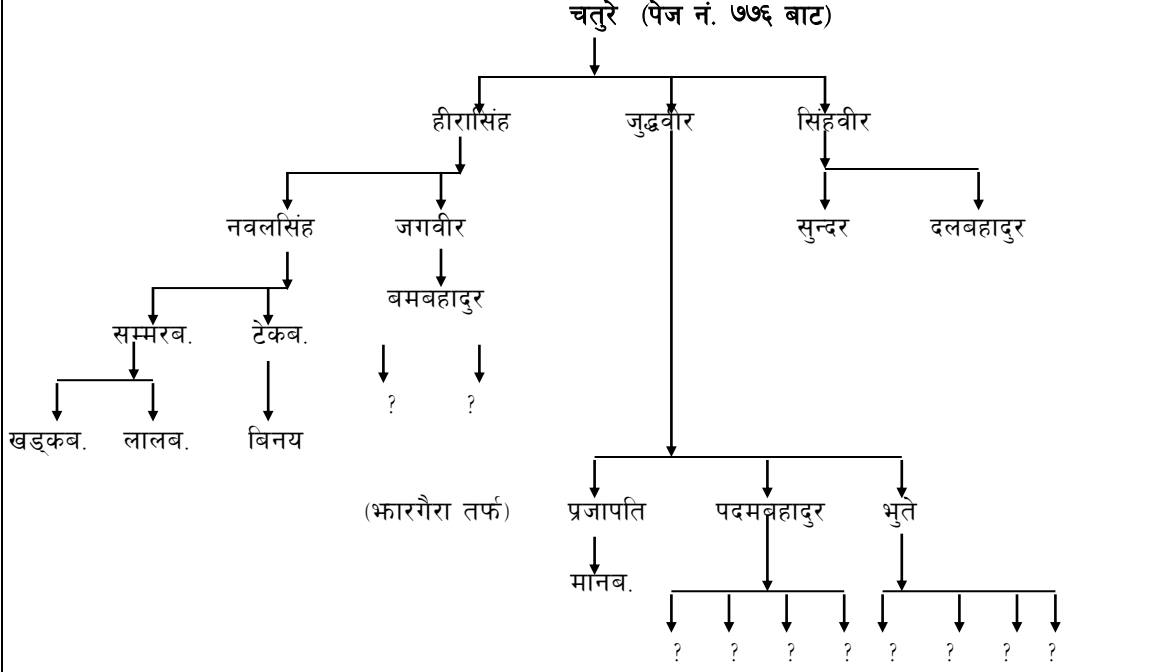 चतुरे (पेज नं. ७७६ बाट)
हीरासिंह जुद्धवीर सिंहवीर
नवलसिंह जगवीर सुन्दर दलबहादुर
बमबहादुर
सम्मरब. टेकब.
? ?
खड्कब. लालब. बिनय
(झारगैरा तर्फ) प्रजापति पदमबहादुर भुते
मानब.
? ? ? ? ? ? ? ?